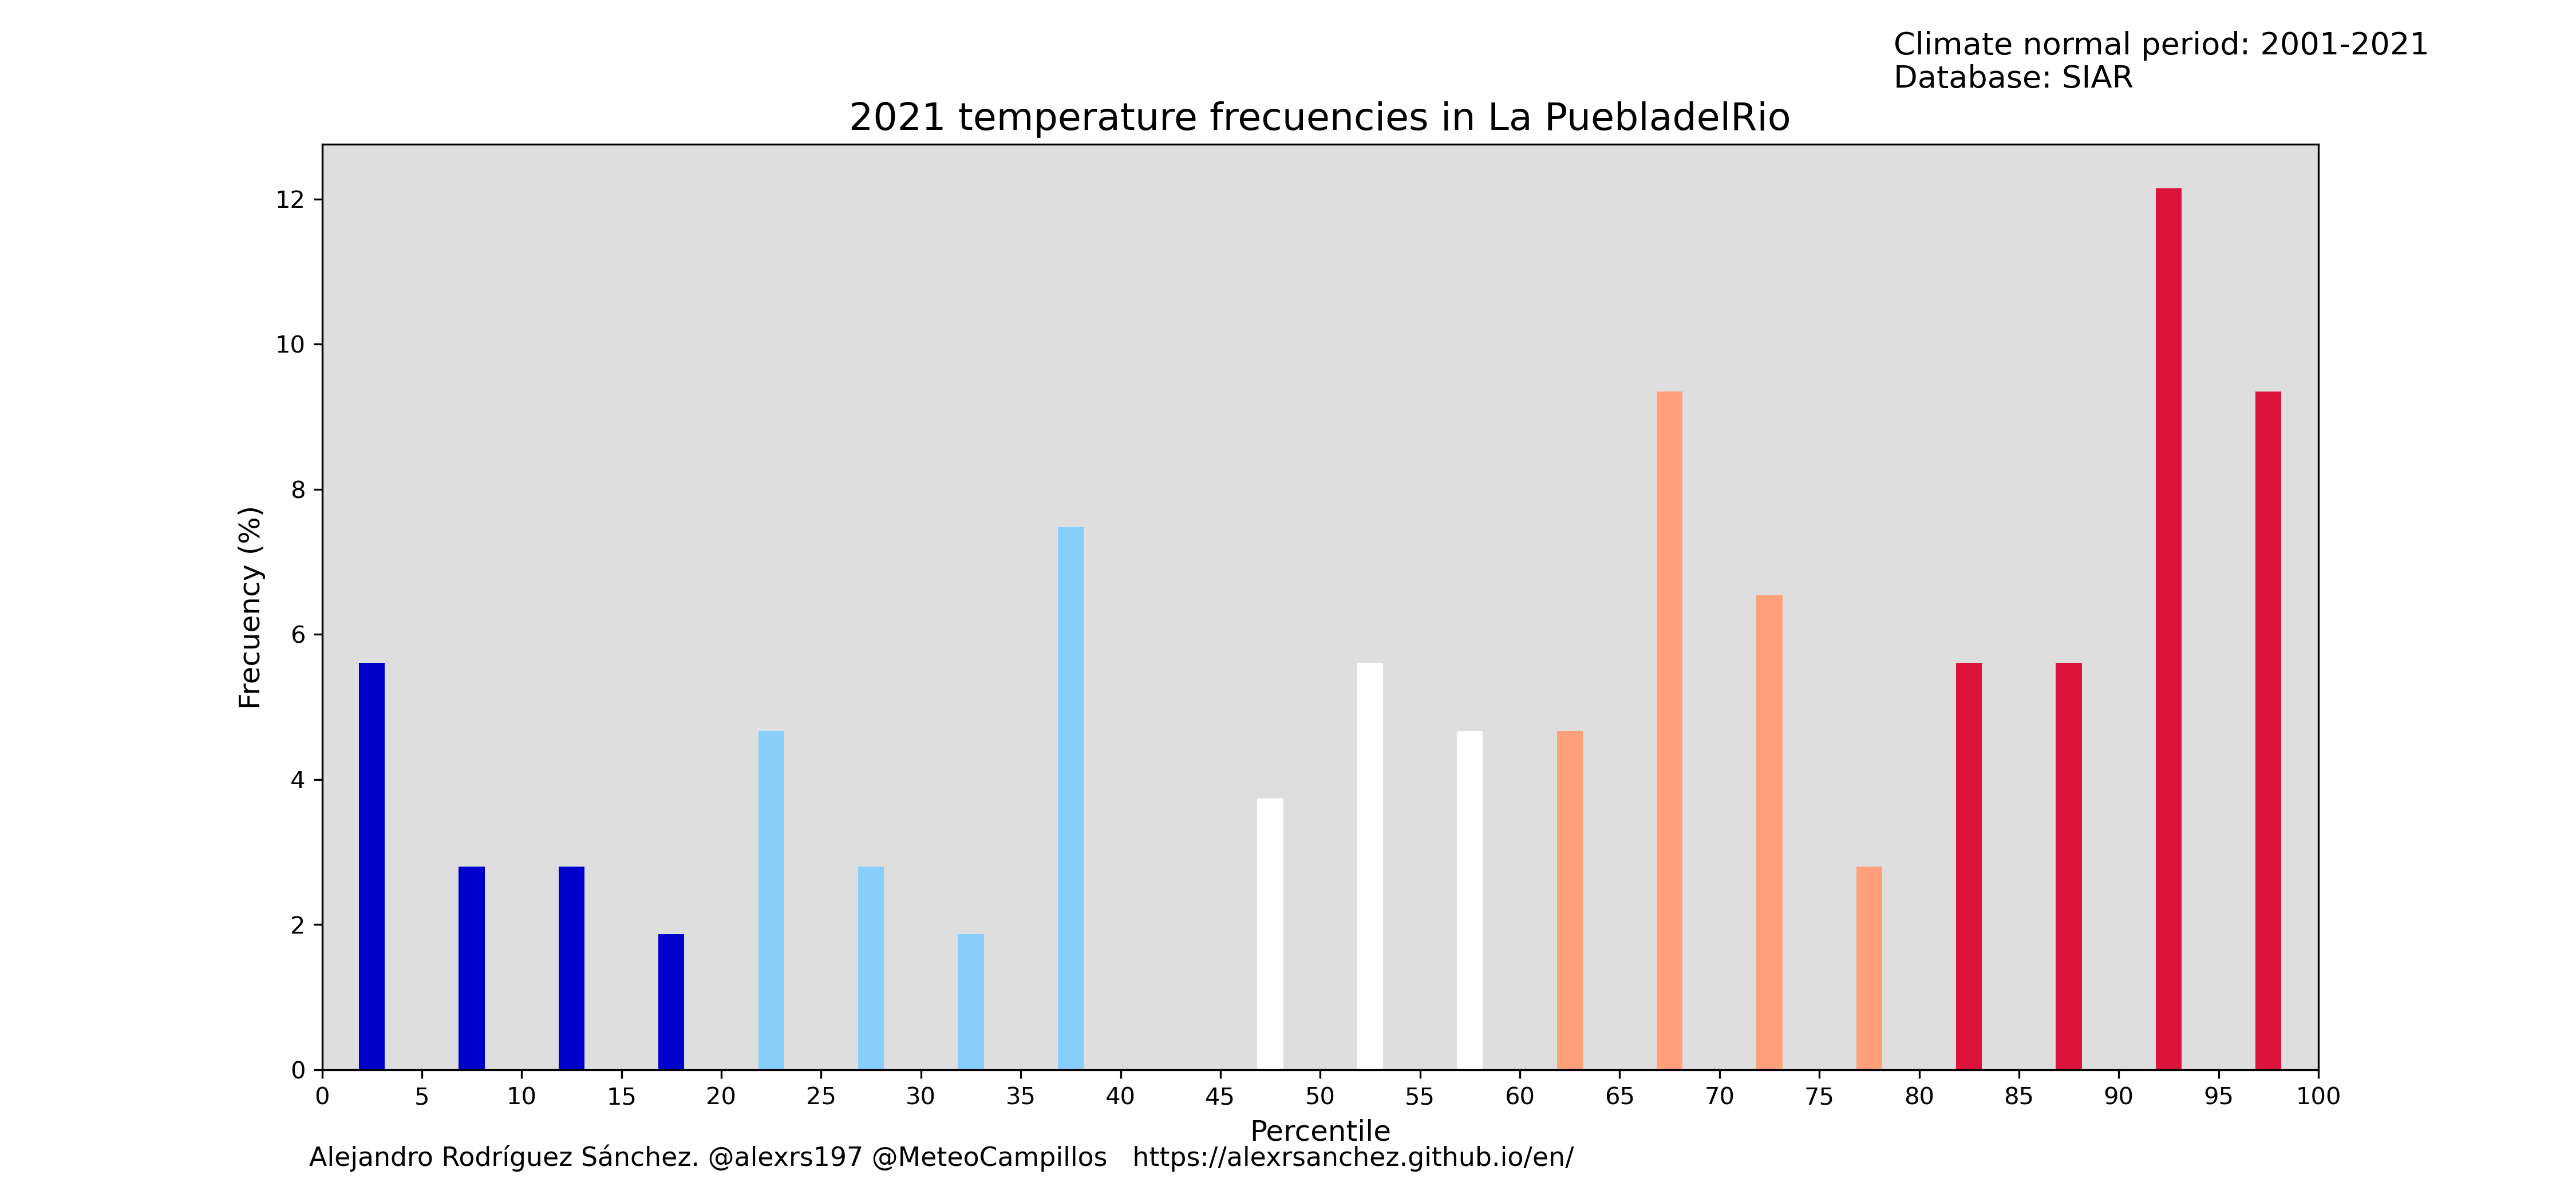 Climate normal period: 2001-2021
Database: SIAR
2021 temperature frecuencies in La PuebladelRio
12
10
8
6
4
2
0
Frecuency (%)
0 5 10 15 20 25 30 35 40 45 50 55 60 65 70 75 80 85 90 95 100
Percentile
Alejandro Rodríguez Sánchez. @alexrs197 @MeteoCampillos https://alexrsanchez.github.io/en/